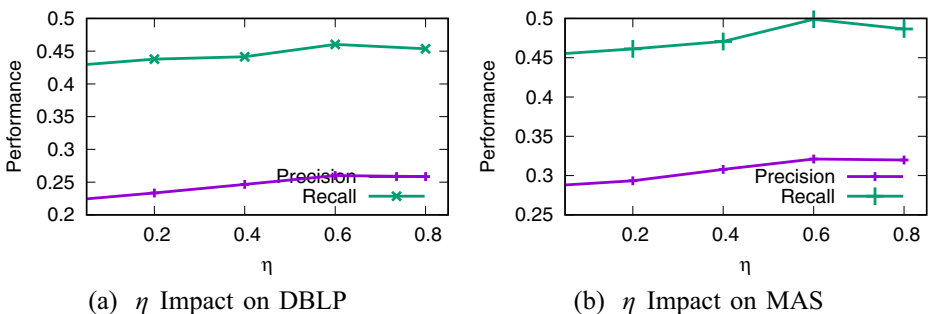 0.5
0.45
0.4
0.35
0.3
0.25
0.2
Performance
Precision
Recall
0.2 0.4 0.6 0.8
η
(a) η Impact on DBLP
0.5
0.45
0.4
0.35
0.3
0.25
Performance
Precision
Recall
0.2 0.4 0.6 0.8
η
(b) η Impact on MAS